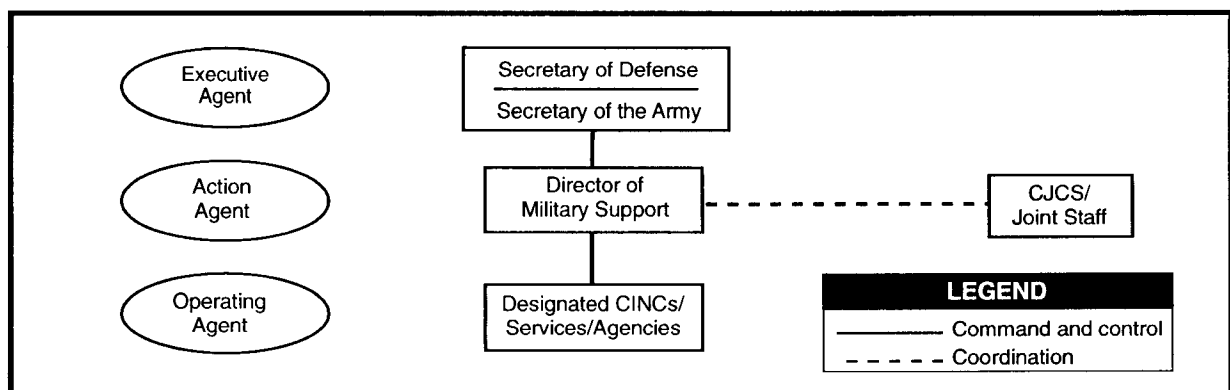 Executive
Agent
Secretary of Defense
Secretary of the Army
Action
Agent
Director of
Military Support
CJCS/
Joint Staff
Operating
Agent
Designated CINCs/
Services/Agencies
LEGEND
Command and control
Coordination